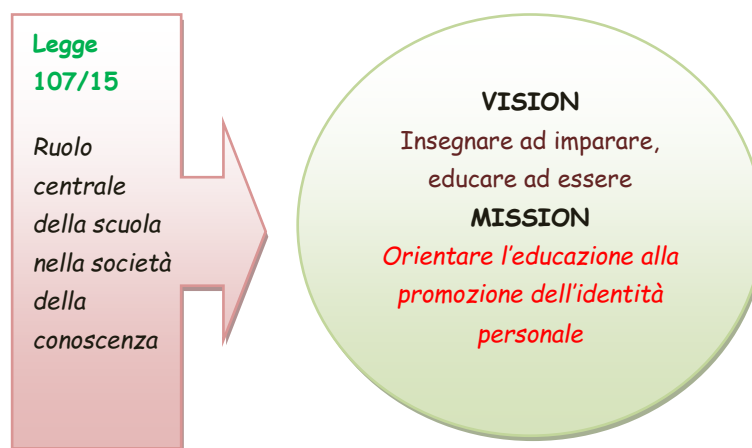 Legge
107/15
Ruolo
centrale
della scuola
nella società
della
conoscenza
VISION
Insegnare ad imparare,
educare ad essere
MISSION
Orientare l'educazione alla
promozione dell'identità
personale